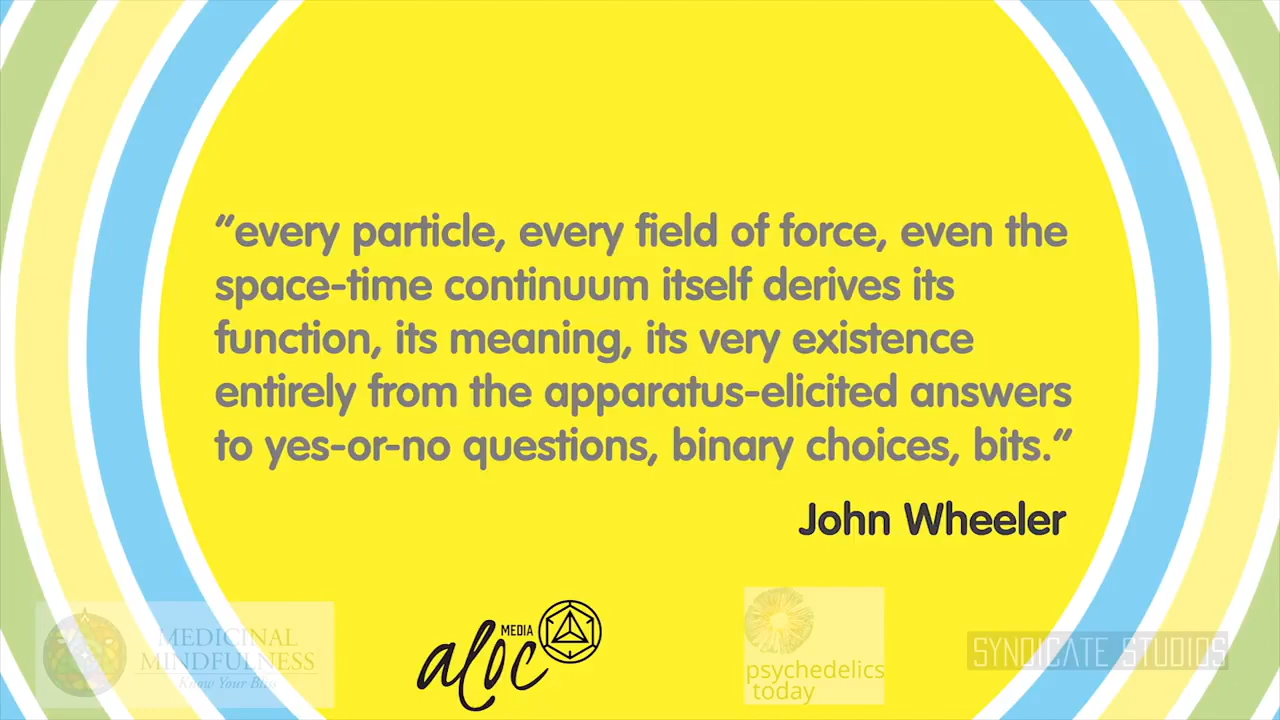 “every particle, every field of force, even the
space-time continuum itself derives its
function, its meaning, its very existence
entirely from the apparatus-elicited answers
to yes-or-no questions, binary choices, bits.”
John Wheeler
MEDICINAL
MINDFULNESS
Know Your Bliss
MEDIA
aloc
psychedelics
today
SYNDICATE STUDIOS